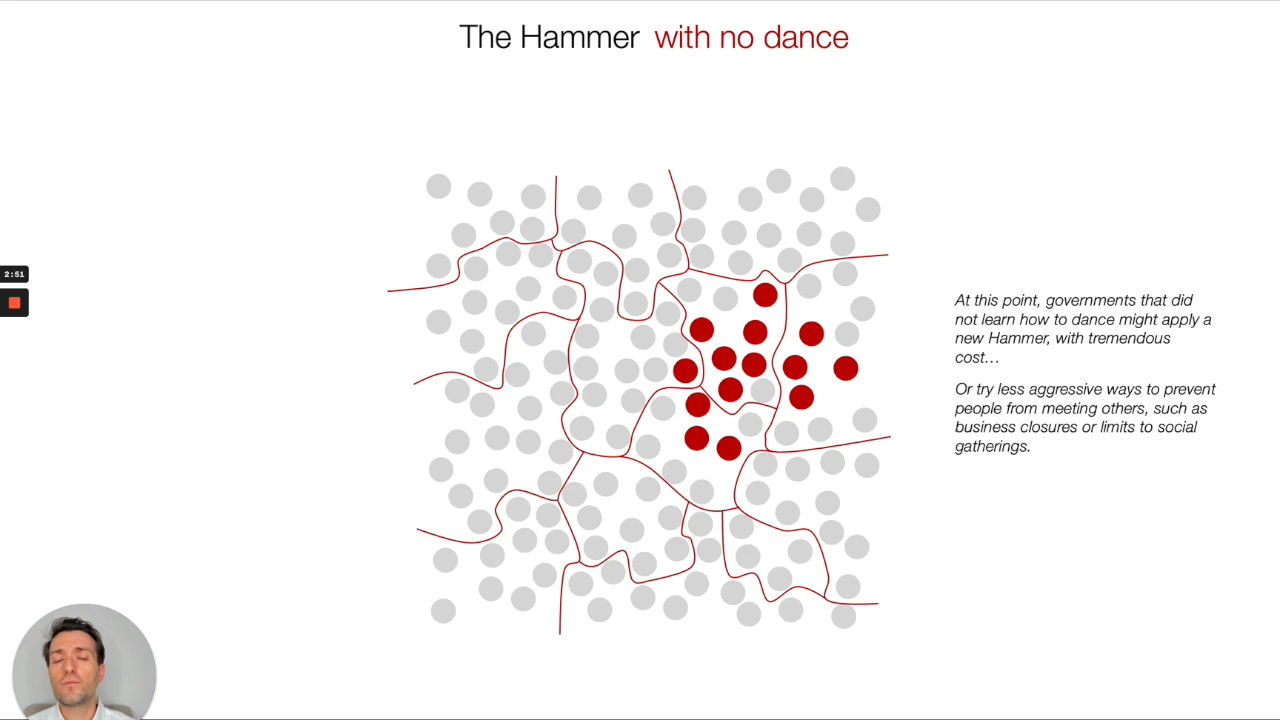 The Hammer with no dance
2:51
At this point, governments that did
not learn how to dance might apply a
new Hammer, with tremendous
cost…
Or try less aggressive ways to prevent
people from meeting others, such as
business closures or limits to social
gatherings.